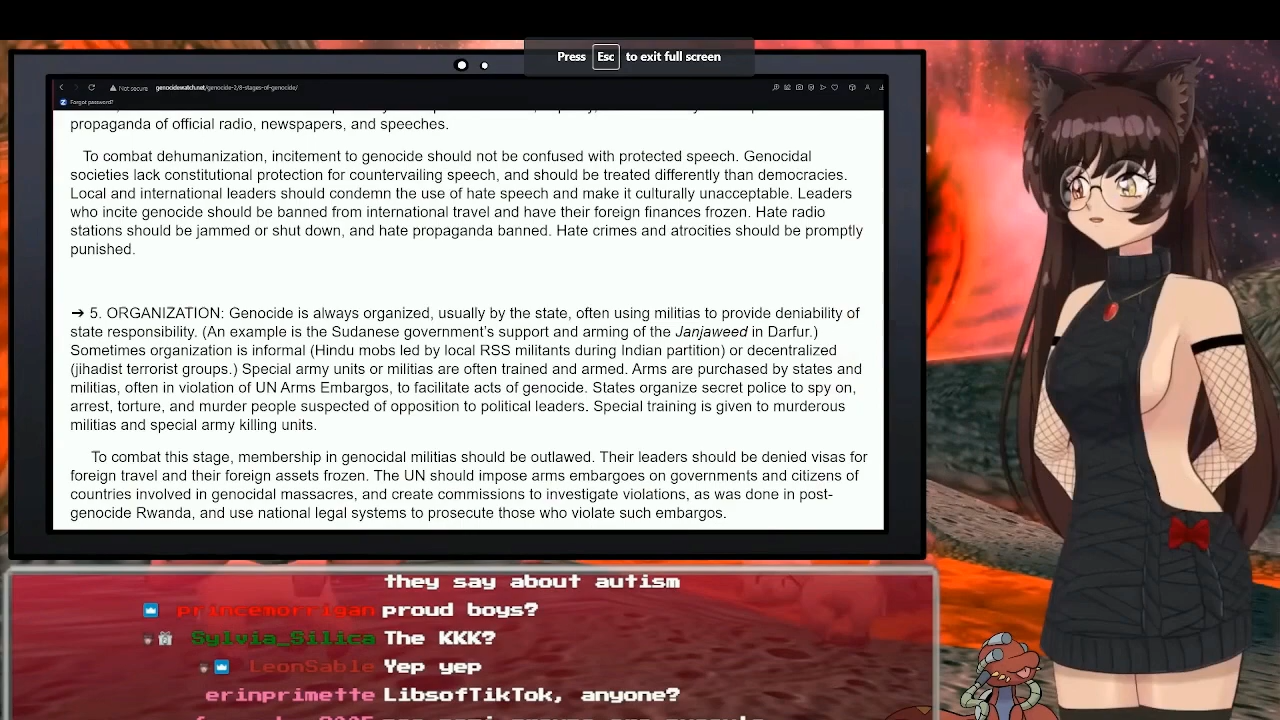 Press Esc to exit full screen
Not secure genocidewatch.net/genocide-2/8-stages-of-genocide/
Forgot password?
propaganda of official radio, newspapers, and speeches.
To combat dehumanization, incitement to genocide should not be confused with protected speech. Genocidal
societies lack constitutional protection for countervailing speech, and should be treated differently than democracies.
Local and international leaders should condemn the use of hate speech and make it culturally unacceptable. Leaders
who incite genocide should be banned from international travel and have their foreign finances frozen. Hate radio
stations should be jammed or shut down, and hate propaganda banned. Hate crimes and atrocities should be promptly
punished.
➔ 5. ORGANIZATION: Genocide is always organized, usually by the state, often using militias to provide deniability of
state responsibility. (An example is the Sudanese government's support and arming of the Janjaweed in Darfur.)
Sometimes organization is informal (Hindu mobs led by local RSS militants during Indian partition) or decentralized
(jihadist terrorist groups.) Special army units or militias are often trained and armed. Arms are purchased by states and
militias, often in violation of UN Arms Embargos, to facilitate acts of genocide. States organize secret police to spy on,
arrest, torture, and murder people suspected of opposition to political leaders. Special training is given to murderous
militias and special army killing units.
To combat this stage, membership in genocidal militias should be outlawed. Their leaders should be denied visas for
foreign travel and their foreign assets frozen. The UN should impose arms embargoes on governments and citizens of
countries involved in genocidal massacres, and create commissions to investigate violations, as was done in post-
genocide Rwanda, and use national legal systems to prosecute those who violate such embargos.
they say about autism
princemorrigan proud boys?
Sylvia_Silica The KKK?
LeonSable Yep yep
erinprimette LibsofTikTok, anyone?